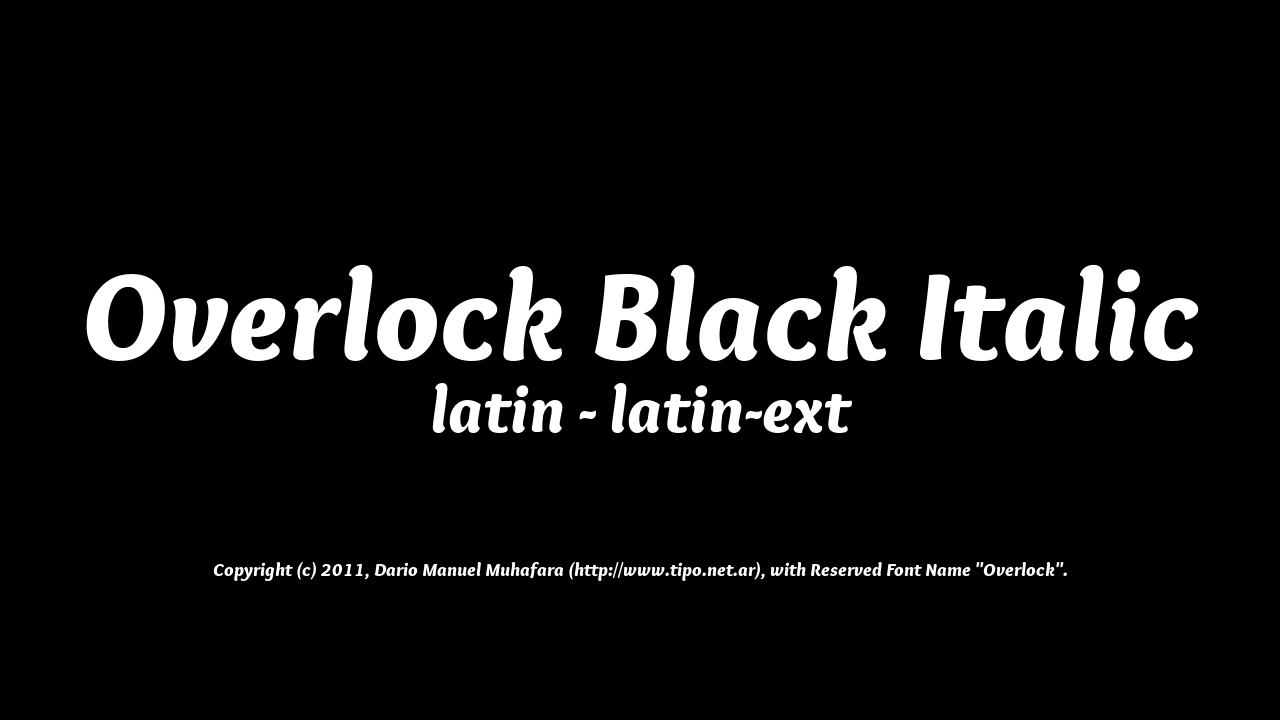 Overlock Black Italic
latin - latin-ext
Copyright (c) 2011, Dario Manuel Muhafara (http://www.tipo.net.ar), with Reserved Font Name "Overlock".